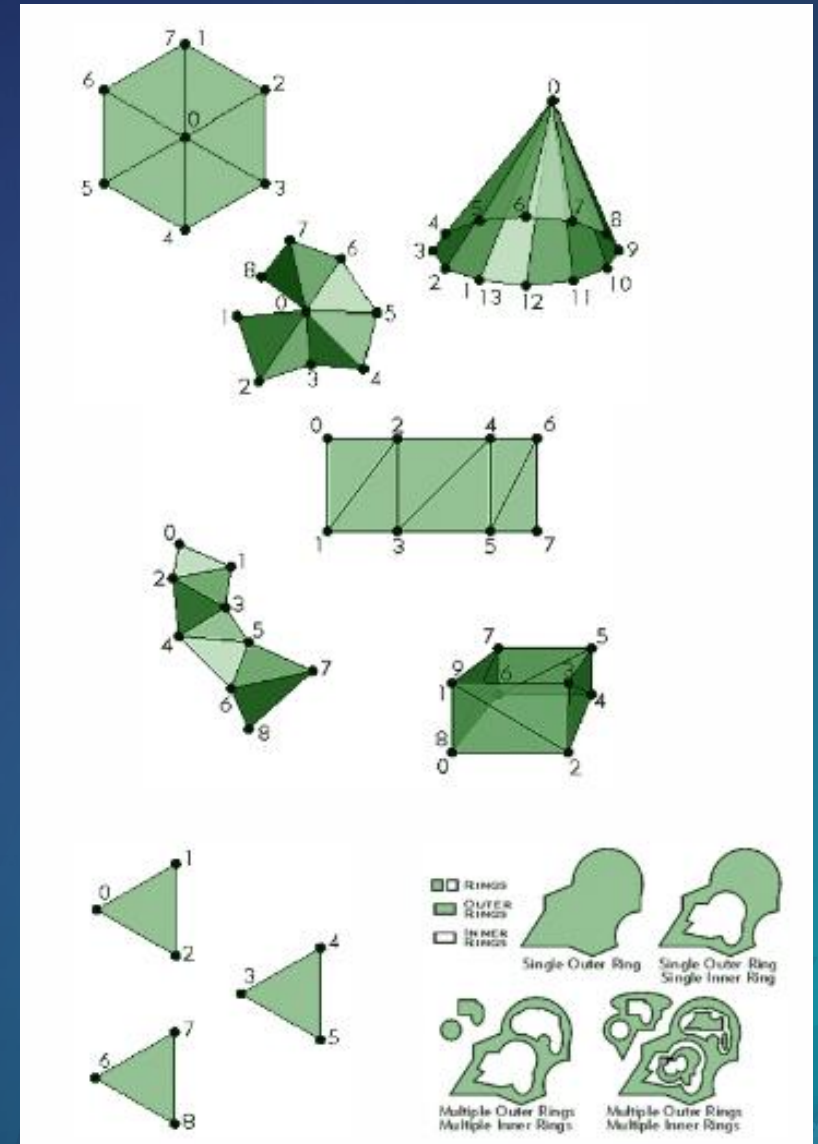 7 1
6 2
0
5 3
4
0
4 5 6 7 8
3 9
2 10
1 13 12 11
7 6
8
1 0 5
2 3 4
0 2 4 6
1 3 5 7
0
1
2
3
4 5
7
6
8
7 5
9 6 3
1 4
8
0 2
1
0
2
4
3
5
7
6
8
RINGS
OUTER
RINGS
INNER
RINGS
Single Outer Ring
Single Outer Ring
Single Inner Ring
Multiple Outer Rings
Multiple Inner Rings
Multiple Outer Rings
Multiple Inner Rings